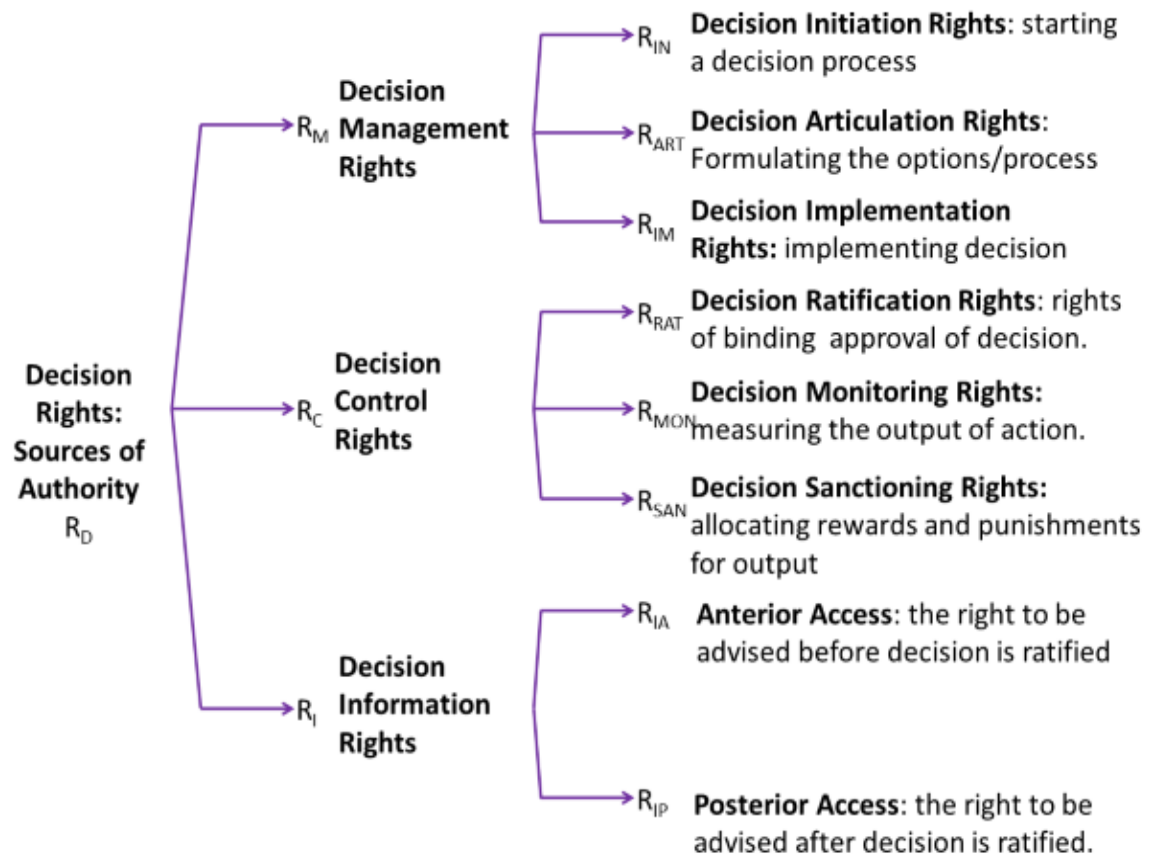 Decision
Rights:
Sources of
Authority
R_D
R_M
Decision
Management
Rights
R_IN
Decision Initiation Rights: starting
a decision process
R_ART
Decision Articulation Rights:
Formulating the options/process
R_IM
Decision Implementation
Rights: implementing decision
R_C
Decision
Control
Rights
R_RAT
Decision Ratification Rights: rights
of binding approval of decision.
R_MON
Decision Monitoring Rights:
measuring the output of action.
R_SAN
Decision Sanctioning Rights:
allocating rewards and punishments
for output
R_I
Decision
Information
Rights
R_IA
Anterior Access: the right to be
advised before decision is ratified
R_IP
Posterior Access: the right to be
advised after decision is ratified.